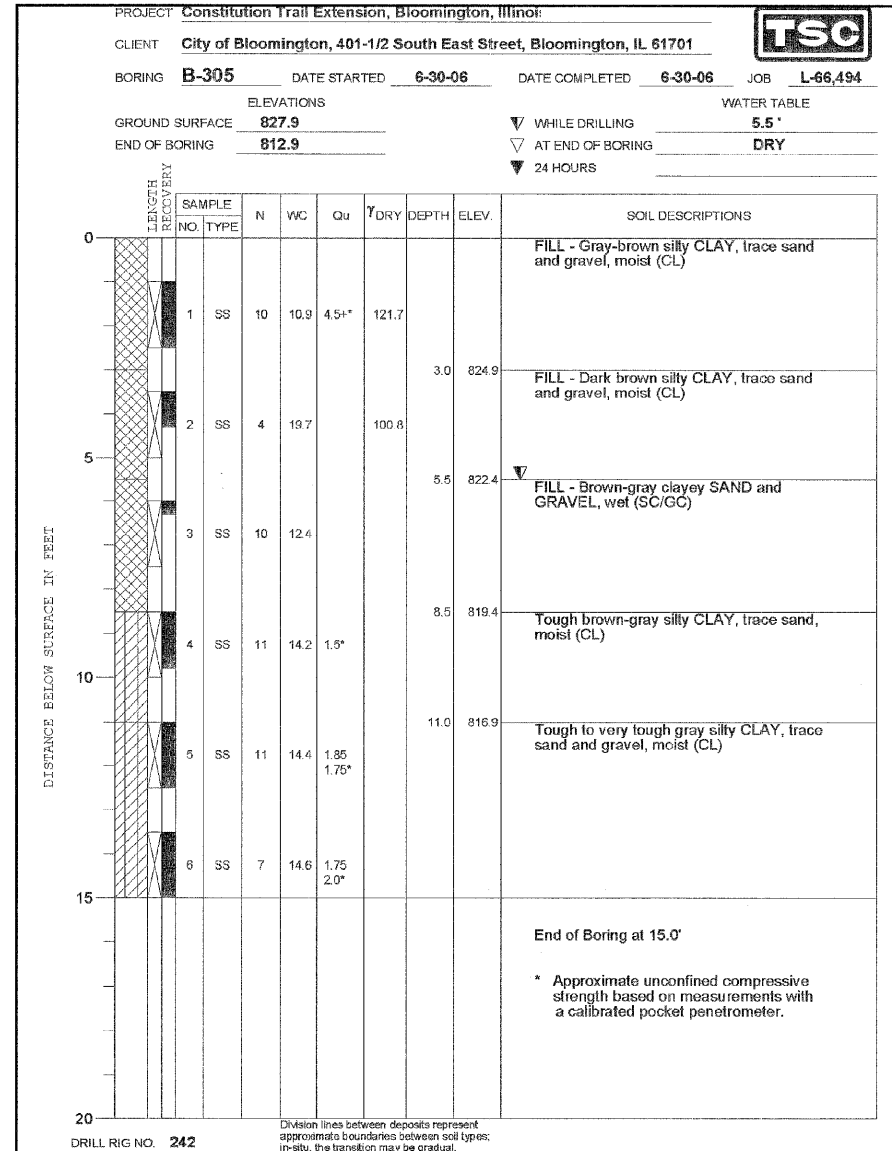 PROJECT Constitution Trail Extension, Bloomington, Illinois
TSC
CLIENT City of Bloomington, 401-1/2 South East Street, Bloomington, IL 61701
BORING B-305 DATE STARTED 6-30-06 DATE COMPLETED 6-30-06 JOB L-66,494
ELEVATIONS WATER TABLE
GROUND SURFACE 827.9 WHILE DRILLING 5.5 '
END OF BORING 812.9 AT END OF BORING DRY
24 HOURS
LENGTH
RECOVERY
SAMPLE
NO. TYPE N WC Qu γDRY DEPTH ELEV. SOIL DESCRIPTIONS
0
FILL - Gray-brown silty CLAY, trace sand
and gravel, moist (CL)
1 SS 10 10.9 4.5+* 121.7
3.0 824.9
FILL - Dark brown silty CLAY, trace sand
and gravel, moist (CL)
2 SS 4 19.7 100.8
5
5.5 822.4
FILL - Brown-gray clayey SAND and
GRAVEL, wet (SC/GC)
3 SS 10 12.4
8.5 819.4
Tough brown-gray silty CLAY, trace sand,
moist (CL)
4 SS 11 14.2 1.5*
10
11.0 816.9
Tough to very tough gray silty CLAY, trace
sand and gravel, moist (CL)
5 SS 11 14.4 1.85
1.75*
6 SS 7 14.6 1.75
2.0*
15
DISTANCE BELOW SURFACE IN FEET
End of Boring at 15.0'
* Approximate unconfined compressive
strength based on measurements with
a calibrated pocket penetrometer.
20
DRILL RIG NO. 242
Division lines between deposits represent
approximate boundaries between soil types;
in-situ, the transition may be gradual.